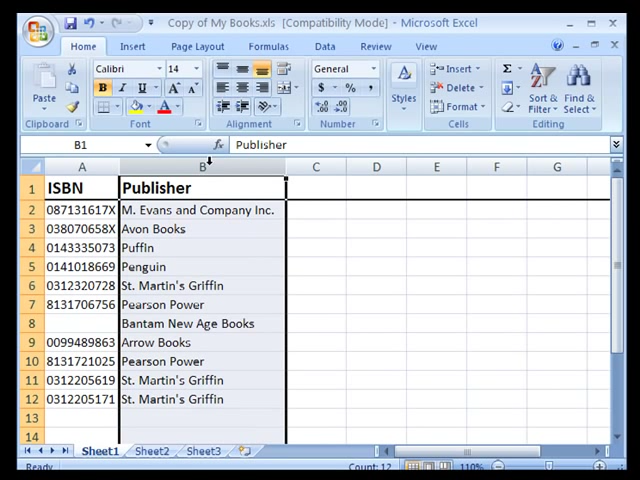 Copy of My Books.xls [Compatibility Mode] - Microsoft Excel
Home Insert Page Layout Formulas Data Review View
Calibri 14 General Insert Σ
Paste B I U A A $ % , Styles Delete Sort & Find &
A Format Filter Select
Clipboard Font Alignment Number Cells Editing
B1 fx Publisher
A B C D E F G
1 ISBN Publisher
2 087131617X M. Evans and Company Inc.
3 038070658X Avon Books
4 0143335073 Puffin
5 0141018669 Penguin
6 0312320728 St. Martin's Griffin
7 8131706756 Pearson Power
8 Bantam New Age Books
9 0099489863 Arrow Books
10 8131721025 Pearson Power
11 0312205619 St. Martin's Griffin
12 0312205171 St. Martin's Griffin
13
14
Sheet1 Sheet2 Sheet3
Ready Count: 12 110%